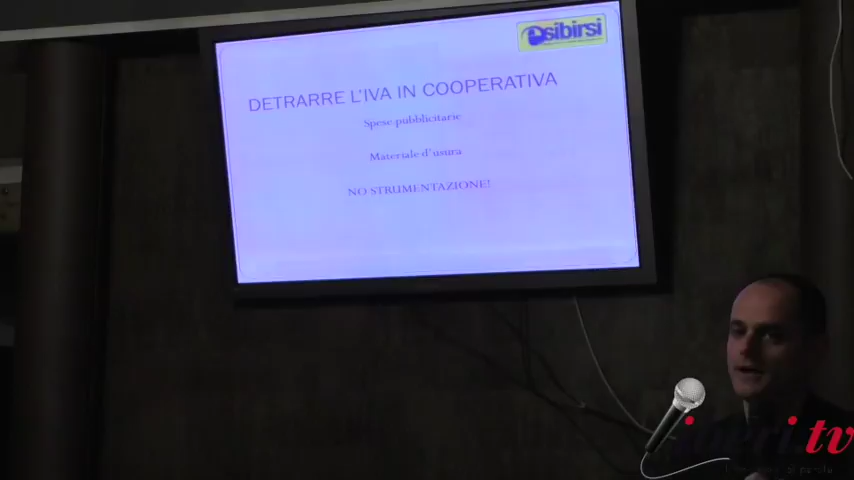 sibirsi
DETRARRE L'IVA IN COOPERATIVA
Spese pubblicitarie
Materiale d'usura
NO STRUMENTAZIONE!
.tv